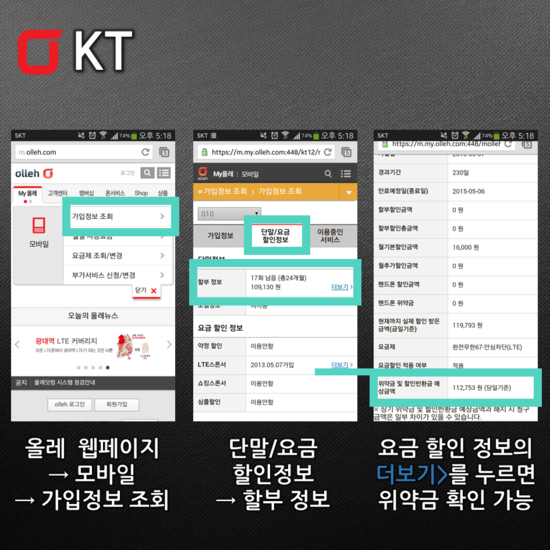 KT
SKT 74% 오후 5:18
m.olleh.com
olleh 로그인
My올레 고객센터 멤버십 폰서비스 Shop 상품
모바일
가입정보 조회
요금제 조회/변경
부가서비스 신청/변경
닫기
오늘의 올레뉴스
광대역 LTE 커버리지
공지 : 올레닷컴 시스템 점검안내
olleh 로그인 회원가입
SKT 74% 오후 5:18
https://m.my.olleh.com:448/kt12/r
olleh My올레 모바일
가입정보 조회 > 가입정보 조회
010
가입정보
단말/요금
할인정보
이용중인
서비스
단말정보
할부 정보
17회 남음 (총24개월)
109,130 원
더보기 >
요금 할인 정보
약정 할인 이용안함
LTE스폰서 2013.05.07가입 더보기 >
쇼킹스폰서 이용안함
심플할인 이용안함
SKT 74% 오후 5:18
https://m.my.olleh.com:448/mollef
경과기간 230일
만료예정일(종료일) 2015-05-06
할부할인금액 0 원
할부할인총금액 0 원
월기본할인금액 16,000 원
월추가할인금액 0 원
핸드폰 할인금액 0 원
핸드폰 위약금 0 원
현재까지 실제 할인 받은
금액(금일기준)
119,793 원
요금제 완전무한67-안심차단(LTE)
요금할인 적용 여부 적용
위약금 및 할인반환금 예
상금액
112,753 원 (당일기준)
※ 상기 위약금 및 할인반환금 예상금액과 해지 시 청구
금액은 일부 차이가 있을 수 있습니다.
올레 웹페이지
→ 모바일
→ 가입정보 조회
단말/요금
할인정보
→ 할부 정보
요금 할인 정보의
더보기>를 누르면
위약금 확인 가능